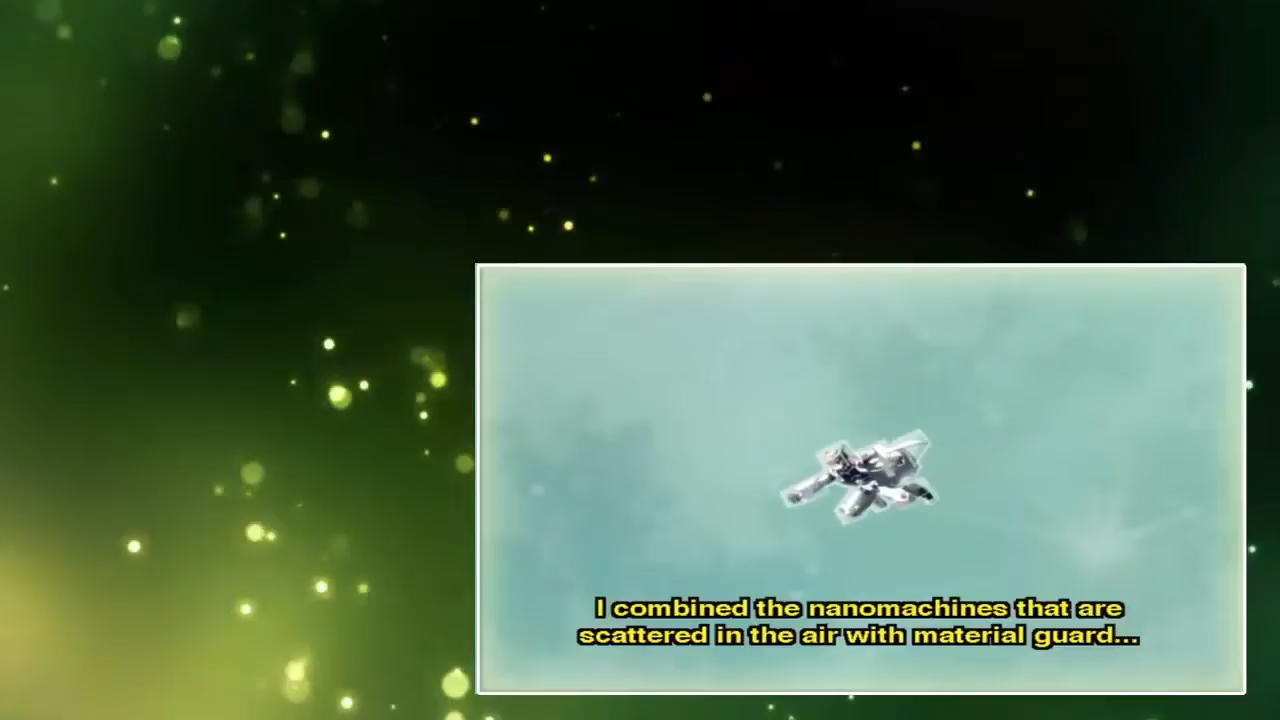 I combined the nanomachines that are
scattered in the air with material guard...